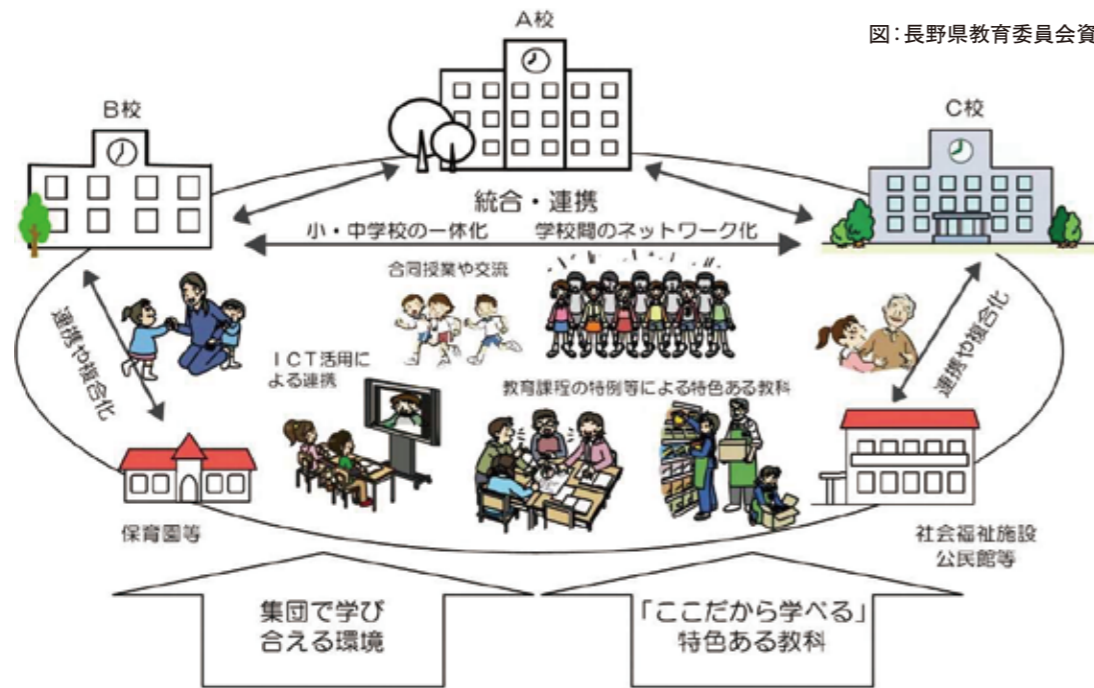 A校
図：長野県教育委員会資
B校
C校
統合・連携
小・中学校の一体化
学校間のネットワーク化
合同授業や交流
連携や複合化
連携や複合化
ICT活用に
よる連携
教育課程の特例等による特色ある教科
保育園等
社会福祉施設
公民館等
集団で学び
合える環境
「ここだから学べる」
特色ある教科